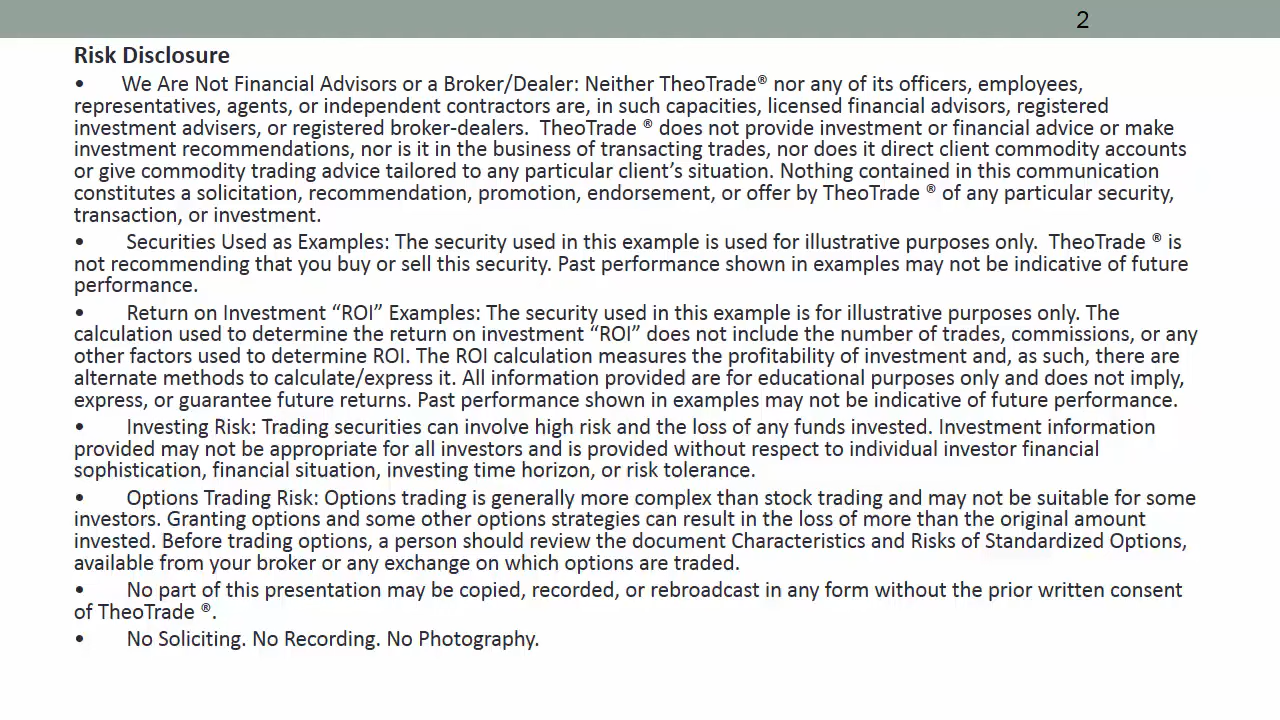 2
Risk Disclosure
• We Are Not Financial Advisors or a Broker/Dealer: Neither TheoTrade® nor any of its officers, employees,
representatives, agents, or independent contractors are, in such capacities, licensed financial advisors, registered
investment advisers, or registered broker-dealers. TheoTrade ® does not provide investment or financial advice or make
investment recommendations, nor is it in the business of transacting trades, nor does it direct client commodity accounts
or give commodity trading advice tailored to any particular client’s situation. Nothing contained in this communication
constitutes a solicitation, recommendation, promotion, endorsement, or offer by TheoTrade ® of any particular security,
transaction, or investment.
• Securities Used as Examples: The security used in this example is used for illustrative purposes only. TheoTrade ® is
not recommending that you buy or sell this security. Past performance shown in examples may not be indicative of future
performance.
• Return on Investment “ROI” Examples: The security used in this example is for illustrative purposes only. The
calculation used to determine the return on investment “ROI” does not include the number of trades, commissions, or any
other factors used to determine ROI. The ROI calculation measures the profitability of investment and, as such, there are
alternate methods to calculate/express it. All information provided are for educational purposes only and does not imply,
express, or guarantee future returns. Past performance shown in examples may not be indicative of future performance.
• Investing Risk: Trading securities can involve high risk and the loss of any funds invested. Investment information
provided may not be appropriate for all investors and is provided without respect to individual investor financial
sophistication, financial situation, investing time horizon, or risk tolerance.
• Options Trading Risk: Options trading is generally more complex than stock trading and may not be suitable for some
investors. Granting options and some other options strategies can result in the loss of more than the original amount
invested. Before trading options, a person should review the document Characteristics and Risks of Standardized Options,
available from your broker or any exchange on which options are traded.
• No part of this presentation may be copied, recorded, or rebroadcast in any form without the prior written consent
of TheoTrade ®.
• No Soliciting. No Recording. No Photography.